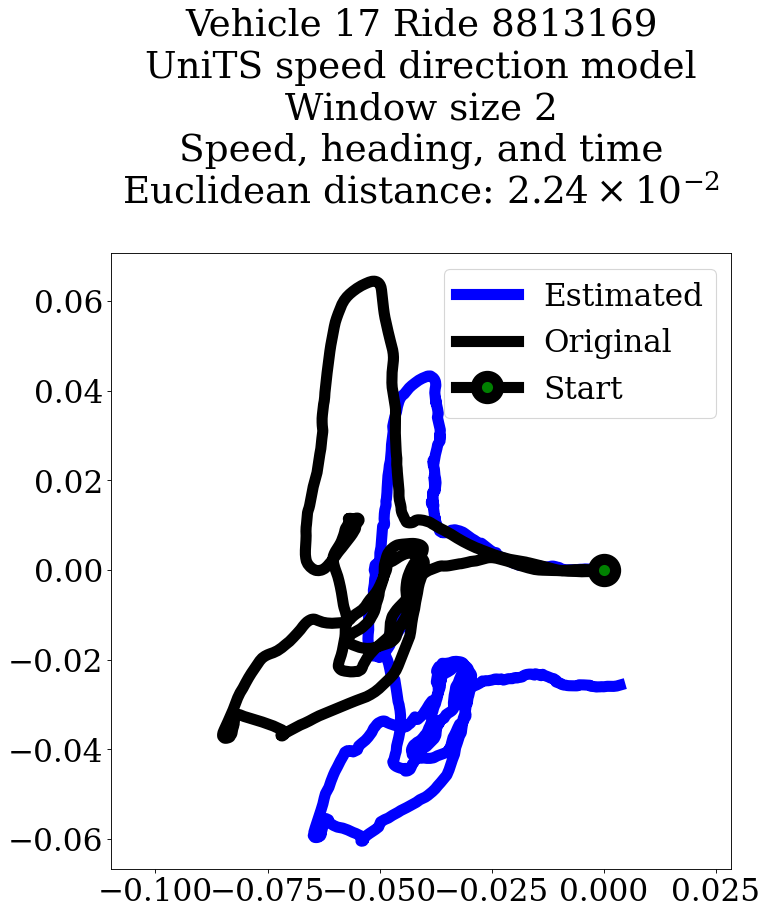 Vehicle 17 Ride 8813169
UniTS speed direction model
Window size 2
Speed, heading, and time
Euclidean distance: 2.24 × 10⁻²
Estimated
Original
Start
0.06
0.04
0.02
0.00
−0.02
−0.04
−0.06
−0.100 −0.075 −0.050 −0.025 0.000 0.025